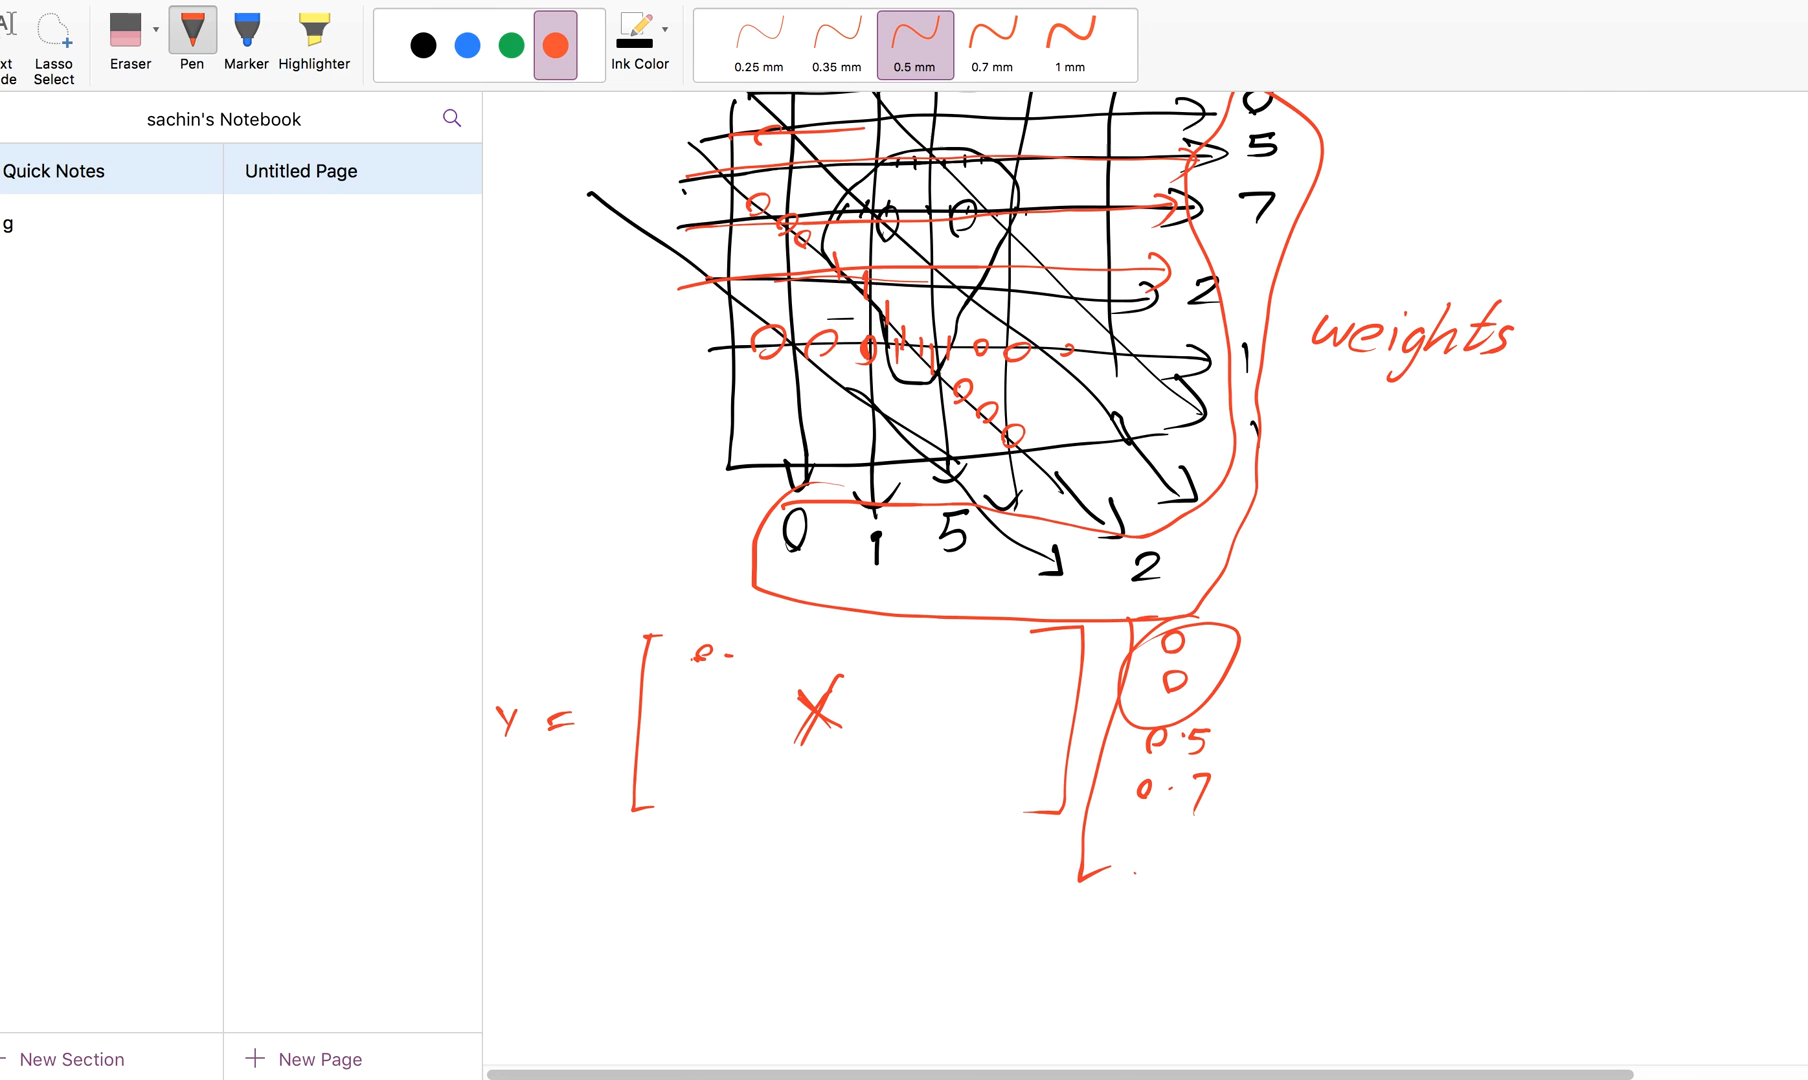 Eraser
Pen
Marker
Highlighter
Lasso
Select
Ink Color
0.25 mm
0.35 mm
0.5 mm
0.7 mm
1 mm
sachin's Notebook
Quick Notes
Untitled Page
g
0
5
7
2
1
weights
0 1 5 2
Y =
X
0
0
0.5
0.7
New Section
New Page